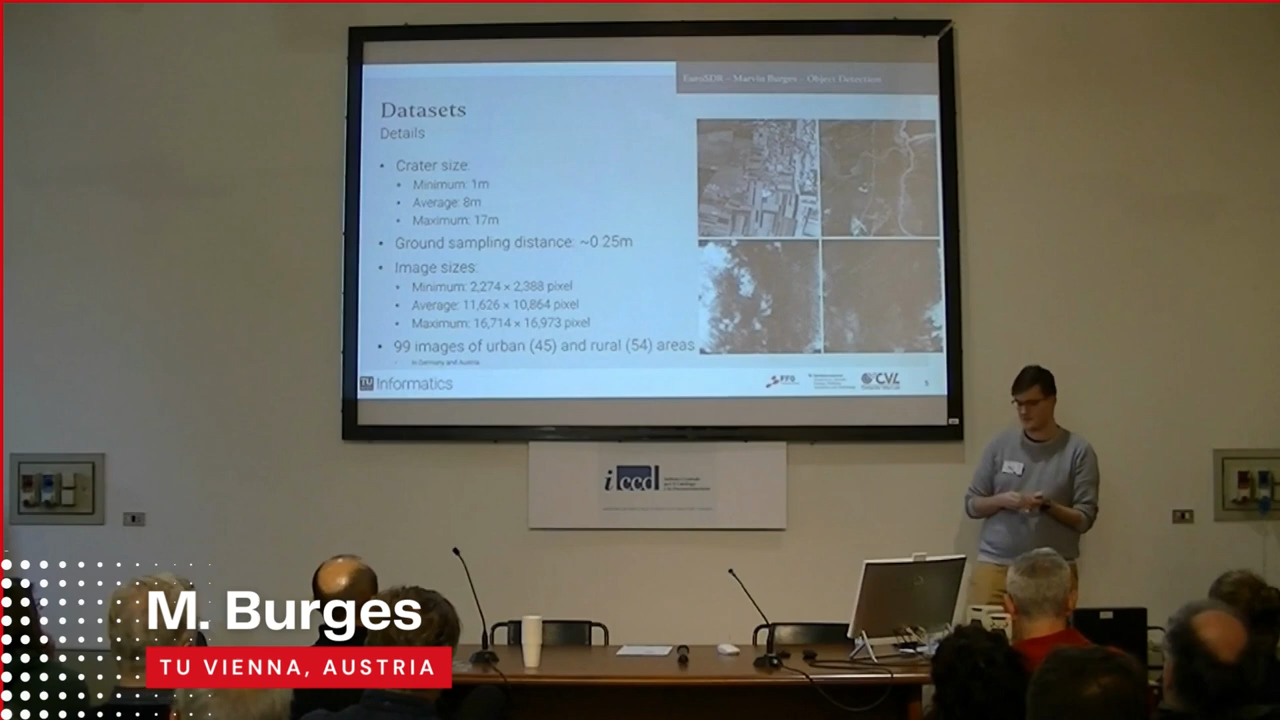 EuroSDR – Marvin Burges – Object Detection
Datasets
Details
• Crater size:
• Minimum: 1m
• Average: 8m
• Maximum: 17m
• Ground sampling distance: ~0.25m
• Image sizes:
• Minimum: 2,274 × 2,388 pixel
• Average: 11,626 × 10,864 pixel
• Maximum: 16,714 × 16,973 pixel
• 99 images of urban (45) and rural (54) areas
in Germany and Austria
TU Informatics
FFG
CVL
5
iccd
M. Burges
TU VIENNA, AUSTRIA